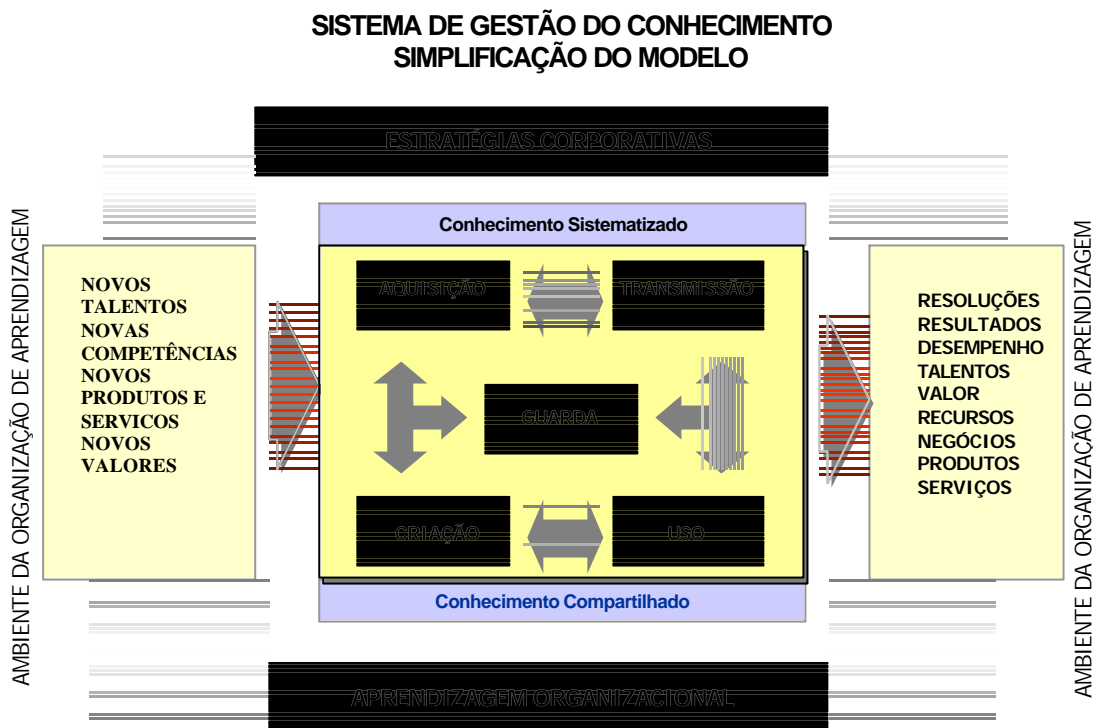 SISTEMA DE GESTÃO DO CONHECIMENTO
SIMPLIFICAÇÃO DO MODELO
ESTRATÉGIAS CORPORATIVAS
AMBIENTE DA ORGANIZAÇÃO DE APRENDIZAGEM
NOVOS
TALENTOS
NOVAS
COMPETÊNCIAS
NOVOS
PRODUTOS E
SERVICOS
NOVOS
VALORES
Conhecimento Sistematizado
AQUISIÇÃO
TRANSMISSÃO
GUARDA
CRIAÇÃO
USO
Conhecimento Compartilhado
RESOLUÇÕES
RESULTADOS
DESEMPENHO
TALENTOS
VALOR
RECURSOS
NEGÓCIOS
PRODUTOS
SERVIÇOS
AMBIENTE DA ORGANIZAÇÃO DE APRENDIZAGEM
APRENDIZAGEM ORGANIZACIONAL